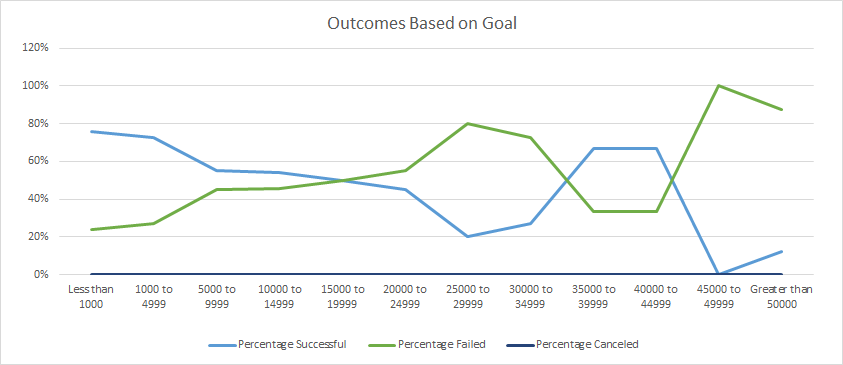 Outcomes Based on Goal
120%
100%
80%
60%
40%
20%
0%
Less than 1000 to 5000 to 10000 to 15000 to 20000 to 25000 to 30000 to 35000 to 40000 to 45000 to Greater than
1000 4999 9999 14999 19999 24999 29999 34999 39999 44999 49999 50000
Percentage Successful Percentage Failed Percentage Canceled